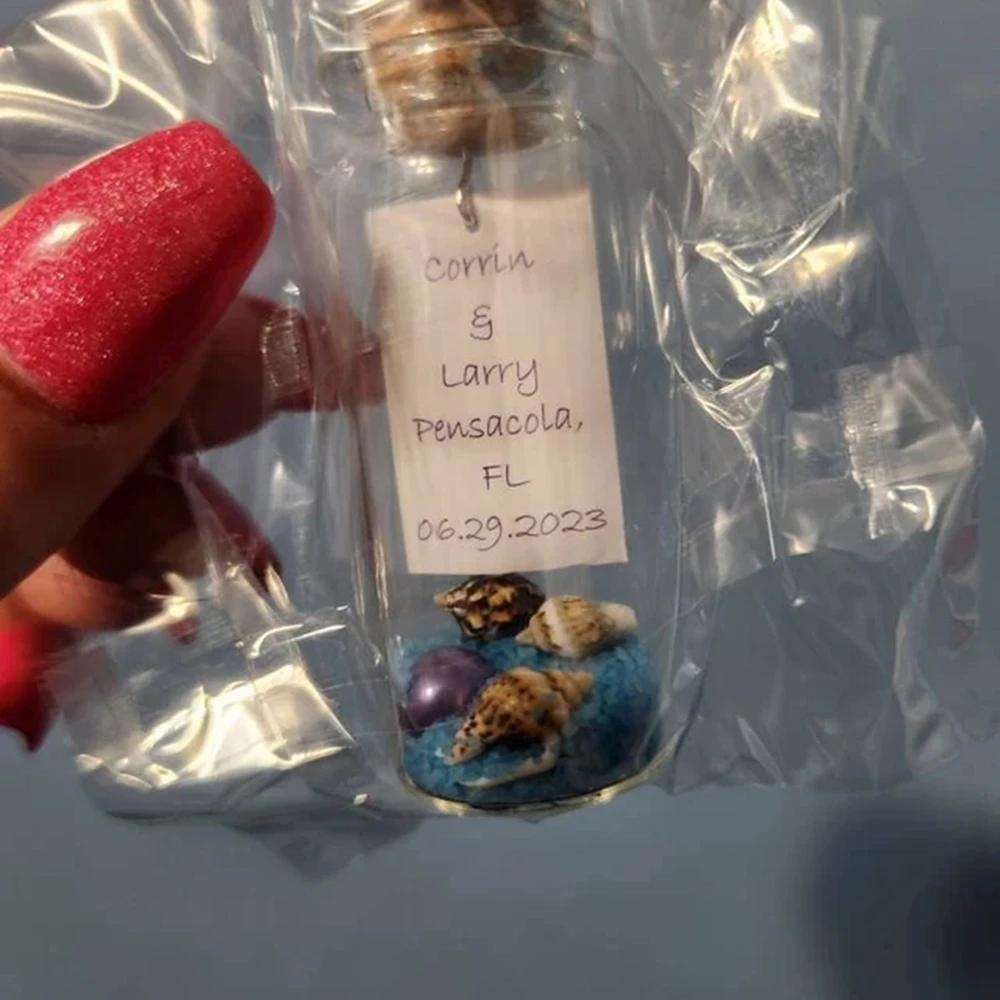 Corrin
&
Larry
Pensacola,
FL
06.29.2023